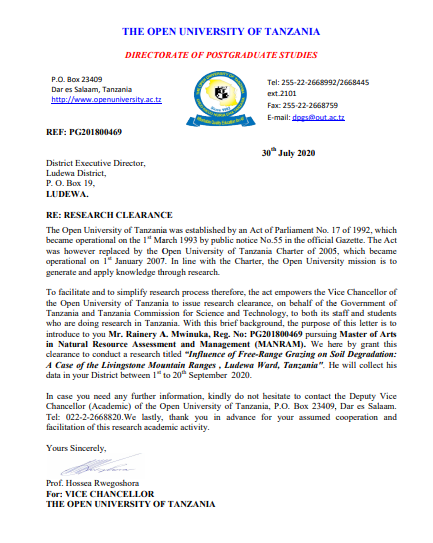 THE OPEN UNIVERSITY OF TANZANIA
DIRECTORATE OF POSTGRADUATE STUDIES
P.O. Box 23409
Dar es Salaam, Tanzania
http://www.openuniversity.ac.tz
Tel: 255-22-2668992/2668445
ext.2101
Fax: 255-22-2668759
E-mail: dpgs@out.ac.tz
REF: PG201800469
30th July 2020
District Executive Director,
Ludewa District,
P. O. Box 19,
LUDEWA.
RE: RESEARCH CLEARANCE
The Open University of Tanzania was established by an Act of Parliament No. 17 of 1992, which
became operational on the 1st March 1993 by public notice No.55 in the official Gazette. The Act
was however replaced by the Open University of Tanzania Charter of 2005, which became
operational on 1st January 2007. In line with the Charter, the Open University mission is to
generate and apply knowledge through research.
To facilitate and to simplify research process therefore, the act empowers the Vice Chancellor of
the Open University of Tanzania to issue research clearance, on behalf of the Government of
Tanzania and Tanzania Commission for Science and Technology, to both its staff and students
who are doing research in Tanzania. With this brief background, the purpose of this letter is to
introduce to you Mr. Rainery A. Mwinuka, Reg. No: PG201800469 pursuing Master of Arts
in Natural Resource Assessment and Management (MANRAM). We here by grant this
clearance to conduct a research titled “Influence of Free-Range Grazing on Soil Degradation:
A Case of the Livingstone Mountain Ranges , Ludewa Ward, Tanzania”. He will collect his
data in your District between 1st to 20th September 2020.
In case you need any further information, kindly do not hesitate to contact the Deputy Vice
Chancellor (Academic) of the Open University of Tanzania, P.O. Box 23409, Dar es Salaam.
Tel: 022-2-2668820.We lastly, thank you in advance for your assumed cooperation and
facilitation of this research academic activity.
Yours Sincerely,
Prof. Hossea Rwegoshora
For: VICE CHANCELLOR
THE OPEN UNIVERSITY OF TANZANIA